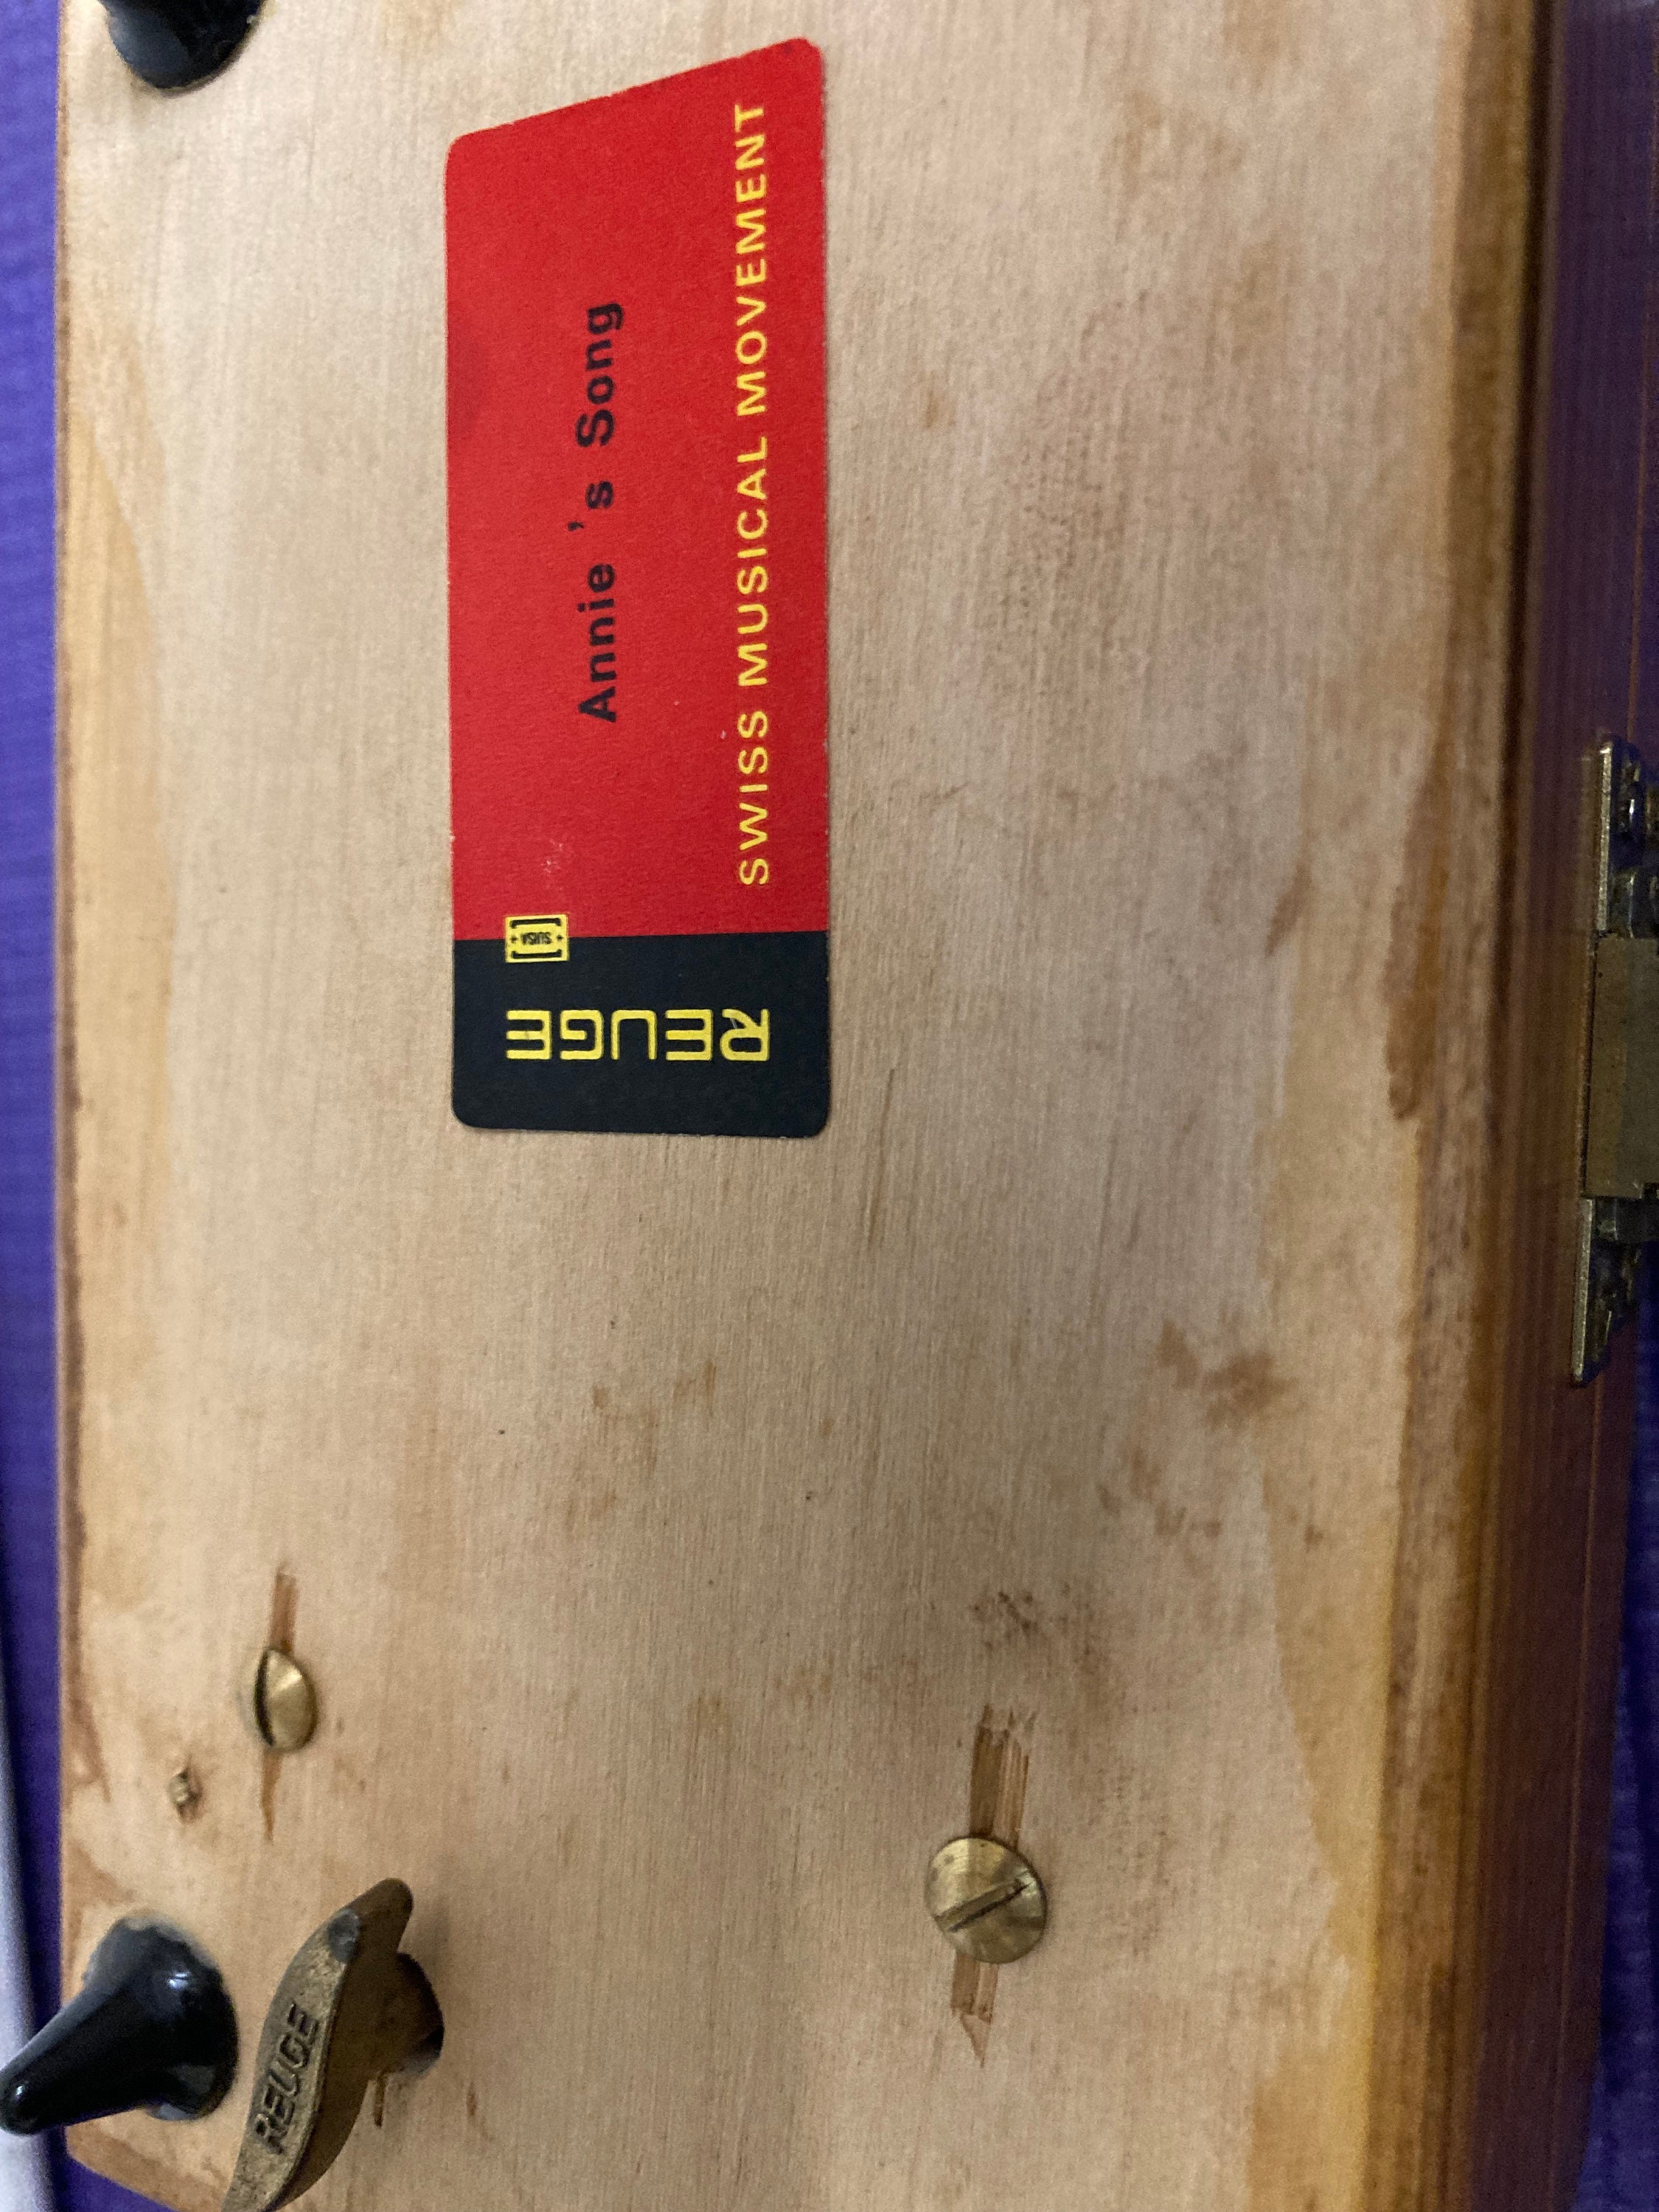 Annie 's Song
SWISS MUSICAL MOVEMENT
SUISA
REUGE
REUGE